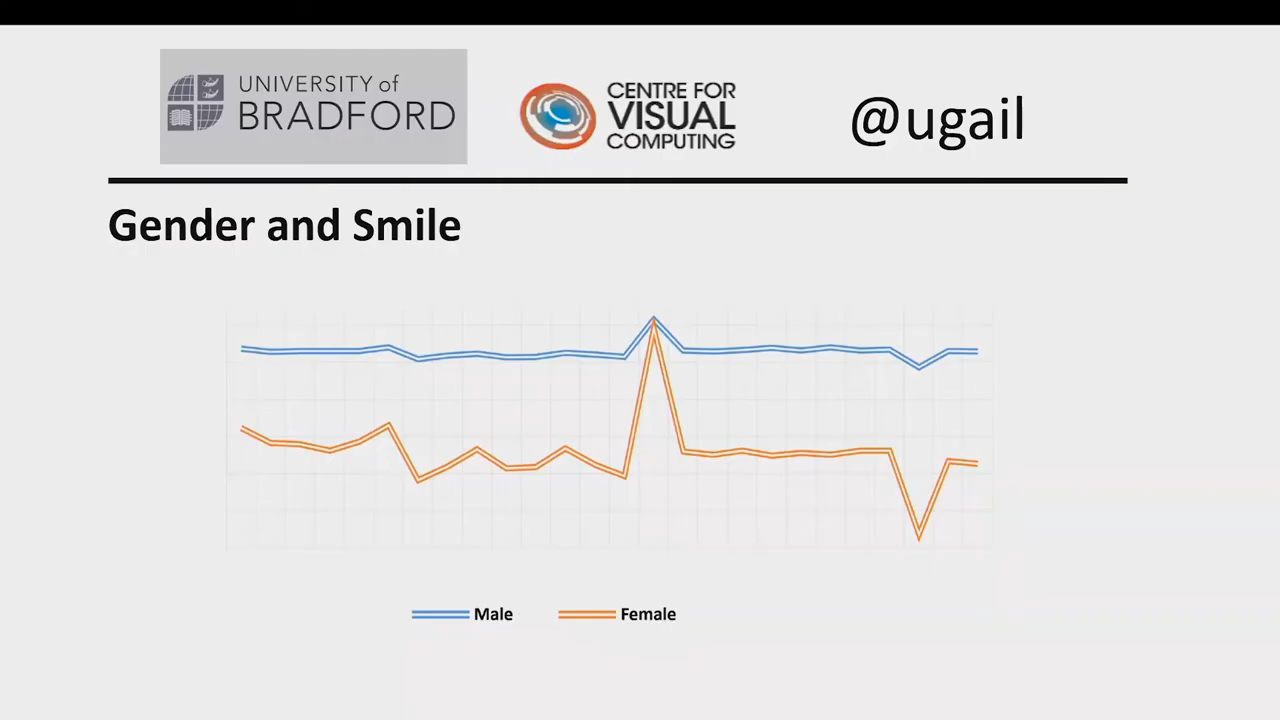 UNIVERSITY of
BRADFORD
CENTRE FOR
VISUAL
COMPUTING
@ugail
Gender and Smile
Male
Female